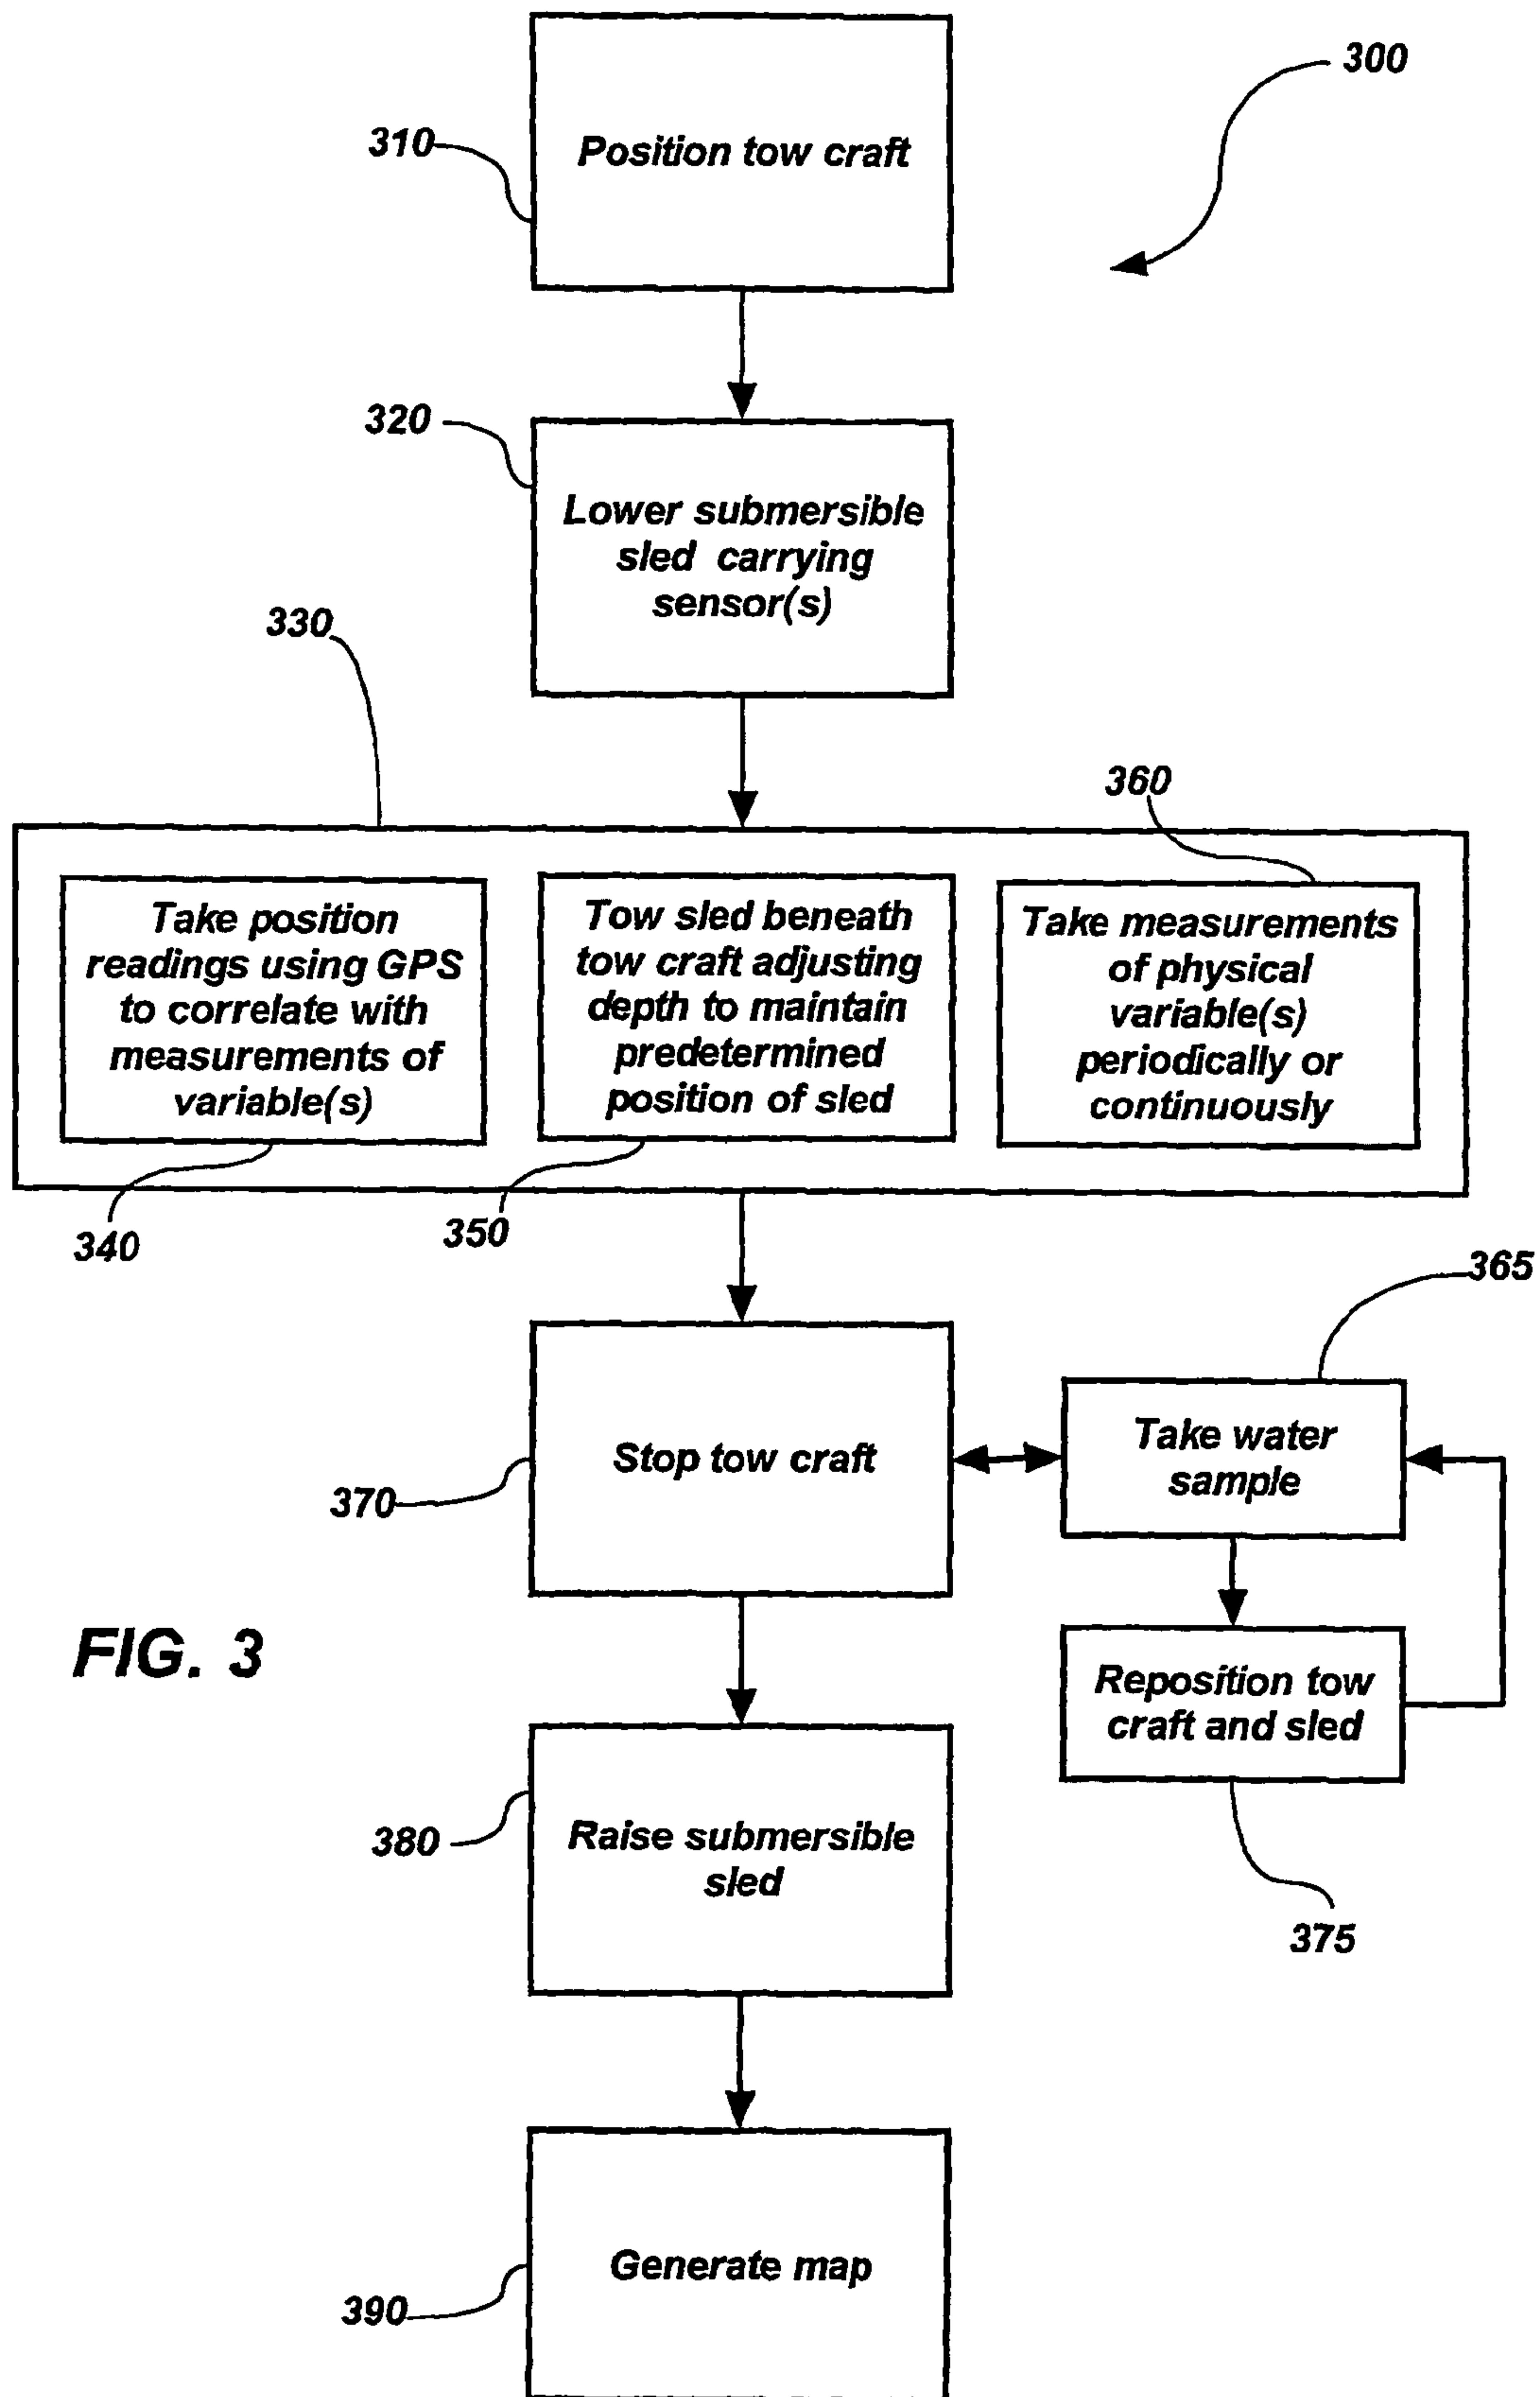 300
310
Position tow craft
320
Lower submersible
sled carrying
sensor(s)
330
360
Take position
readings using GPS
to correlate with
measurements of
variable(s)
Tow sled beneath
tow craft adjusting
depth to maintain
predetermined
position of sled
Take measurements
of physical
variable(s)
periodically or
continuously
340
350
365
370
Stop tow craft
Take water
sample
FIG. 3
Reposition tow
craft and sled
375
380
Raise submersible
sled
390
Generate map